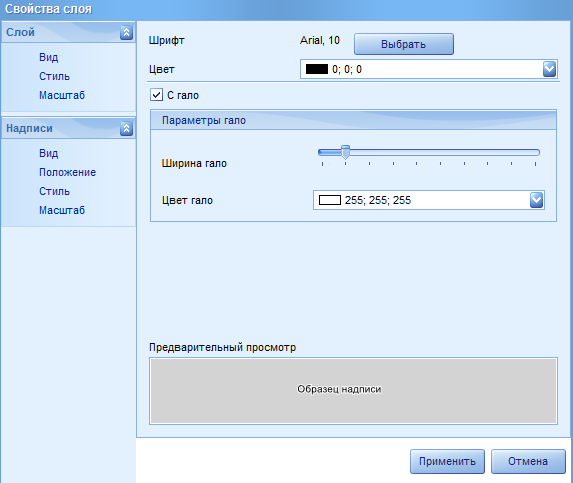 Свойства слоя
Слой
Вид
Стиль
Масштаб
Надписи
Вид
Положение
Стиль
Масштаб
Шрифт Arial, 10 Выбрать
Цвет 0; 0; 0
С гало
Параметры гало
Ширина гало
Цвет гало 255; 255; 255
Предварительный просмотр
Образец надписи
Применить Отмена